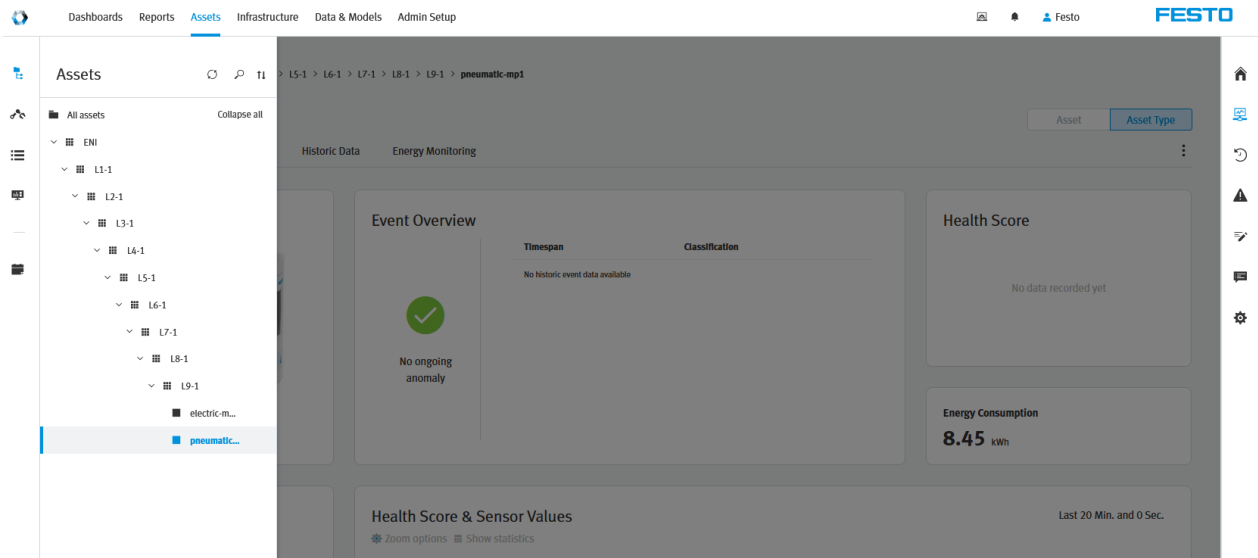 Dashboards Reports Assets Infrastructure Data & Models Admin Setup Festo FESTO
Assets
All assets Collapse all
ENI
L1-1
L2-1
L3-1
L4-1
L5-1
L6-1
L7-1
L8-1
L9-1
electric-m...
pneumatic...
> L5-1 > L6-1 > L7-1 > L8-1 > L9-1 > pneumatic-mp1
Asset Asset Type
Historic Data Energy Monitoring
Event Overview
Timespan Classification
No historic event data available
No ongoing
anomaly
Health Score
No data recorded yet
Energy Consumption
8.45 kWh
Health Score & Sensor Values Last 20 Min. and 0 Sec.
Zoom options Show statistics